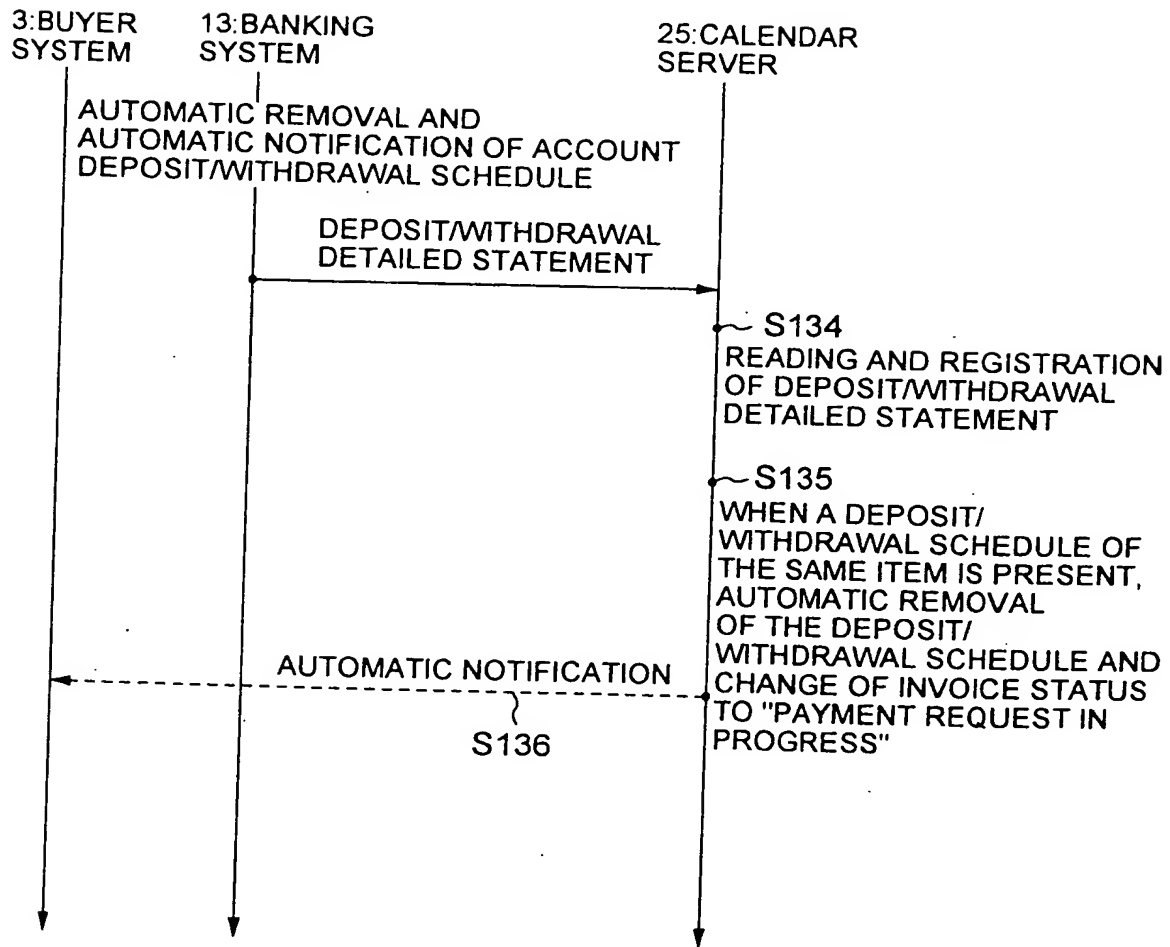 3:BUYER
SYSTEM
13:BANKING
SYSTEM
25:CALENDAR
SERVER
AUTOMATIC REMOVAL AND
AUTOMATIC NOTIFICATION OF ACCOUNT
DEPOSIT/WITHDRAWAL SCHEDULE
DEPOSIT/WITHDRAWAL
DETAILED STATEMENT
S134
READING AND REGISTRATION
OF DEPOSIT/WITHDRAWAL
DETAILED STATEMENT
S135
WHEN A DEPOSIT/
WITHDRAWAL SCHEDULE OF
THE SAME ITEM IS PRESENT,
AUTOMATIC REMOVAL
OF THE DEPOSIT/
WITHDRAWAL SCHEDULE AND
CHANGE OF INVOICE STATUS
TO "PAYMENT REQUEST IN
PROGRESS"
AUTOMATIC NOTIFICATION
S136